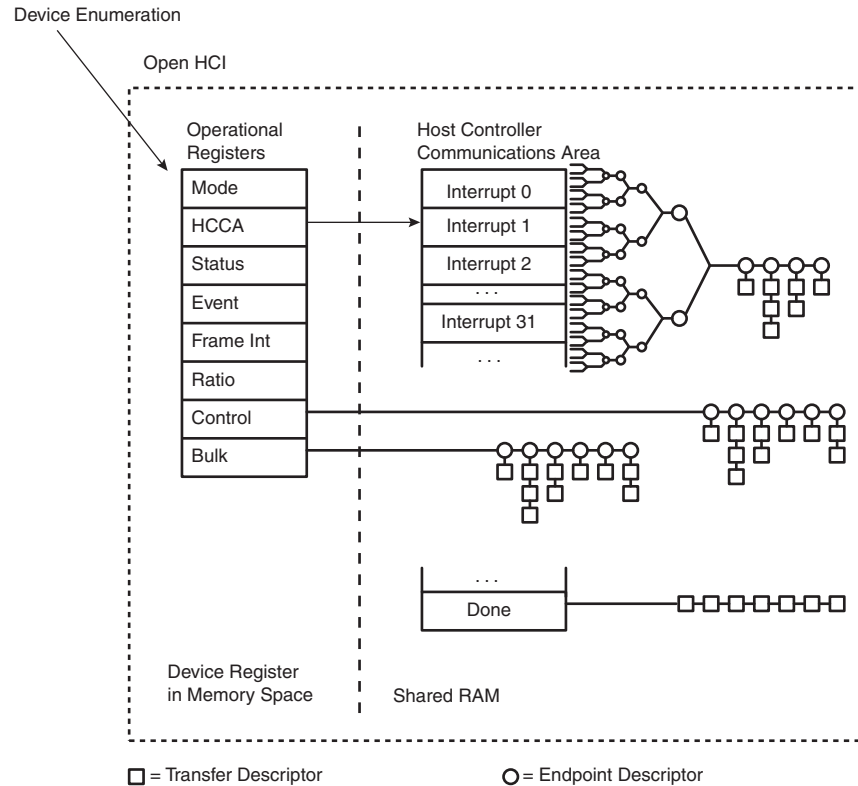 Device Enumeration
Open HCI
Operational
Registers
Mode
HCCA
Status
Event
Frame Int
Ratio
Control
Bulk
Host Controller
Communications Area
Interrupt 0
Interrupt 1
Interrupt 2
. . .
Interrupt 31
. . .
. . .
Done
Device Register
in Memory Space
Shared RAM
= Transfer Descriptor
= Endpoint Descriptor